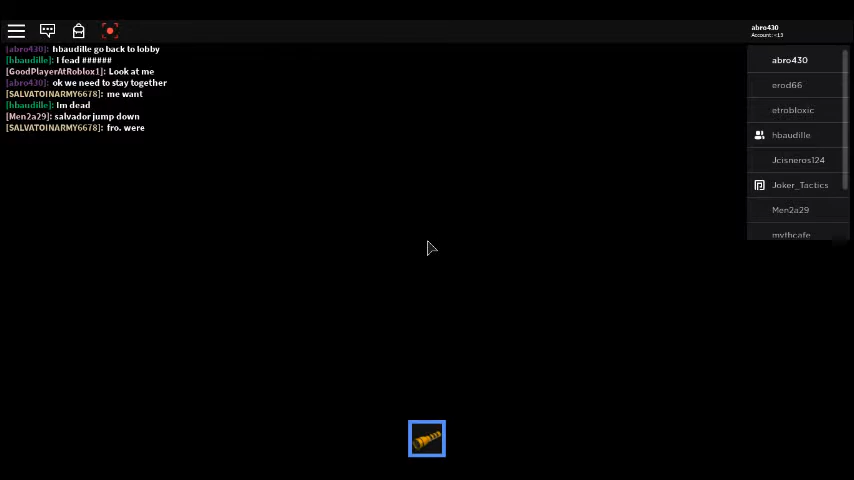 abro430
Account: <13
[abro430]: hbaudille go back to lobby
[hbaudille]: I fead ######
[GoodPlayerAtRoblox1]: Look at me
[abro430]: ok we need to stay together
[SALVATOINARMY6678]: me want
[hbaudille]: Im dead
[Men2a29]: salvador jump down
[SALVATOINARMY6678]: fro. were
abro430
erod66
etrobloxic
hbaudille
Jcisneros124
Joker_Tactics
Men2a29
mythcafe